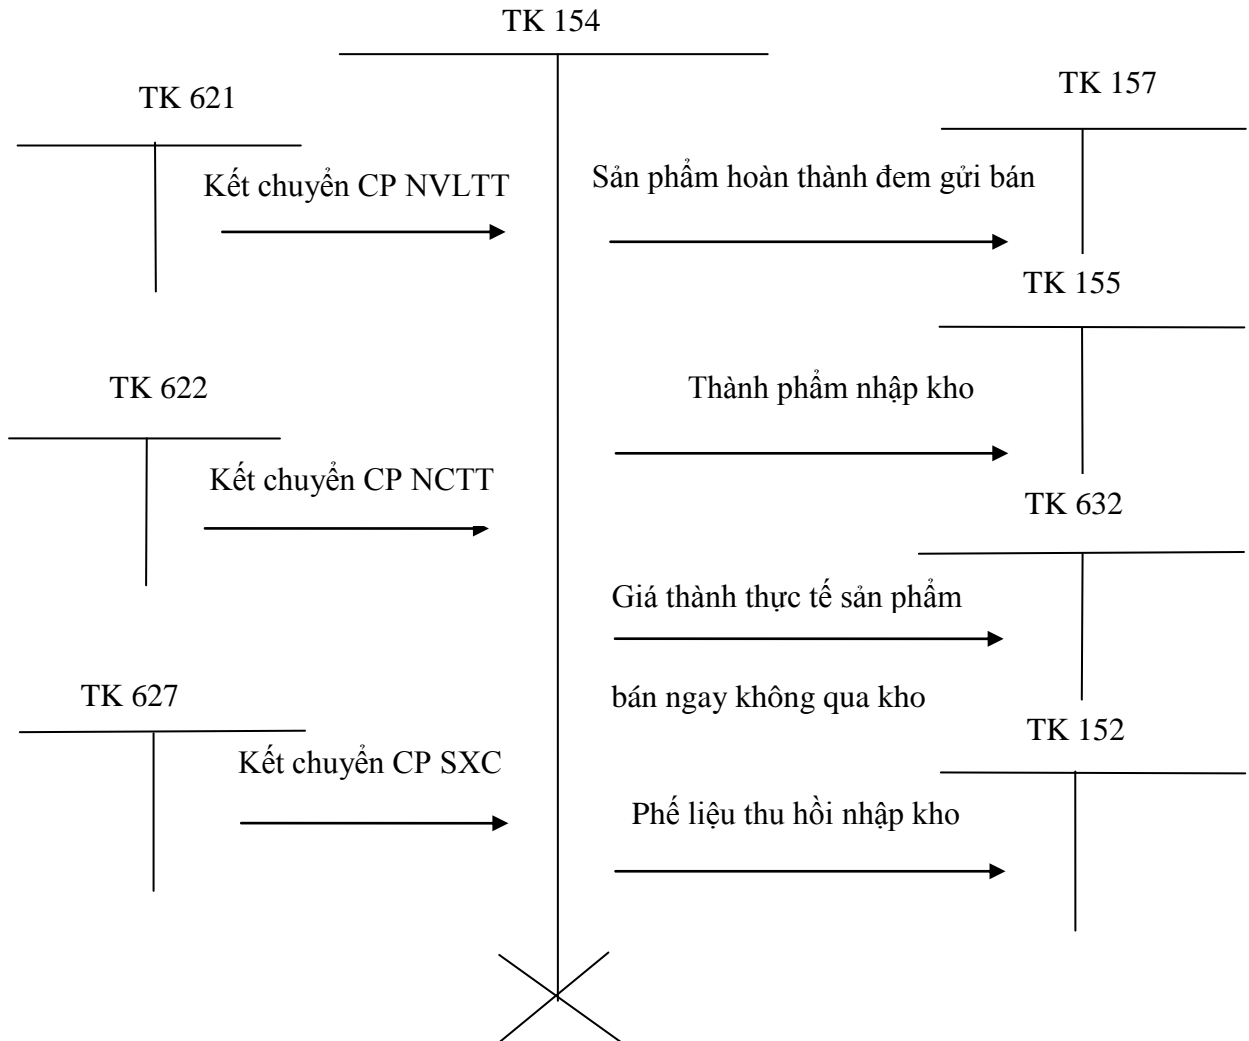 TK 154
TK 621
TK 157
Kết chuyển CP NVLTT
Sản phẩm hoàn thành đem gửi bán
TK 155
TK 622
Thành phẩm nhập kho
Kết chuyển CP NCTT
TK 632
Giá thành thực tế sản phẩm
bán ngay không qua kho
TK 627
TK 152
Kết chuyển CP SXC
Phế liệu thu hồi nhập kho